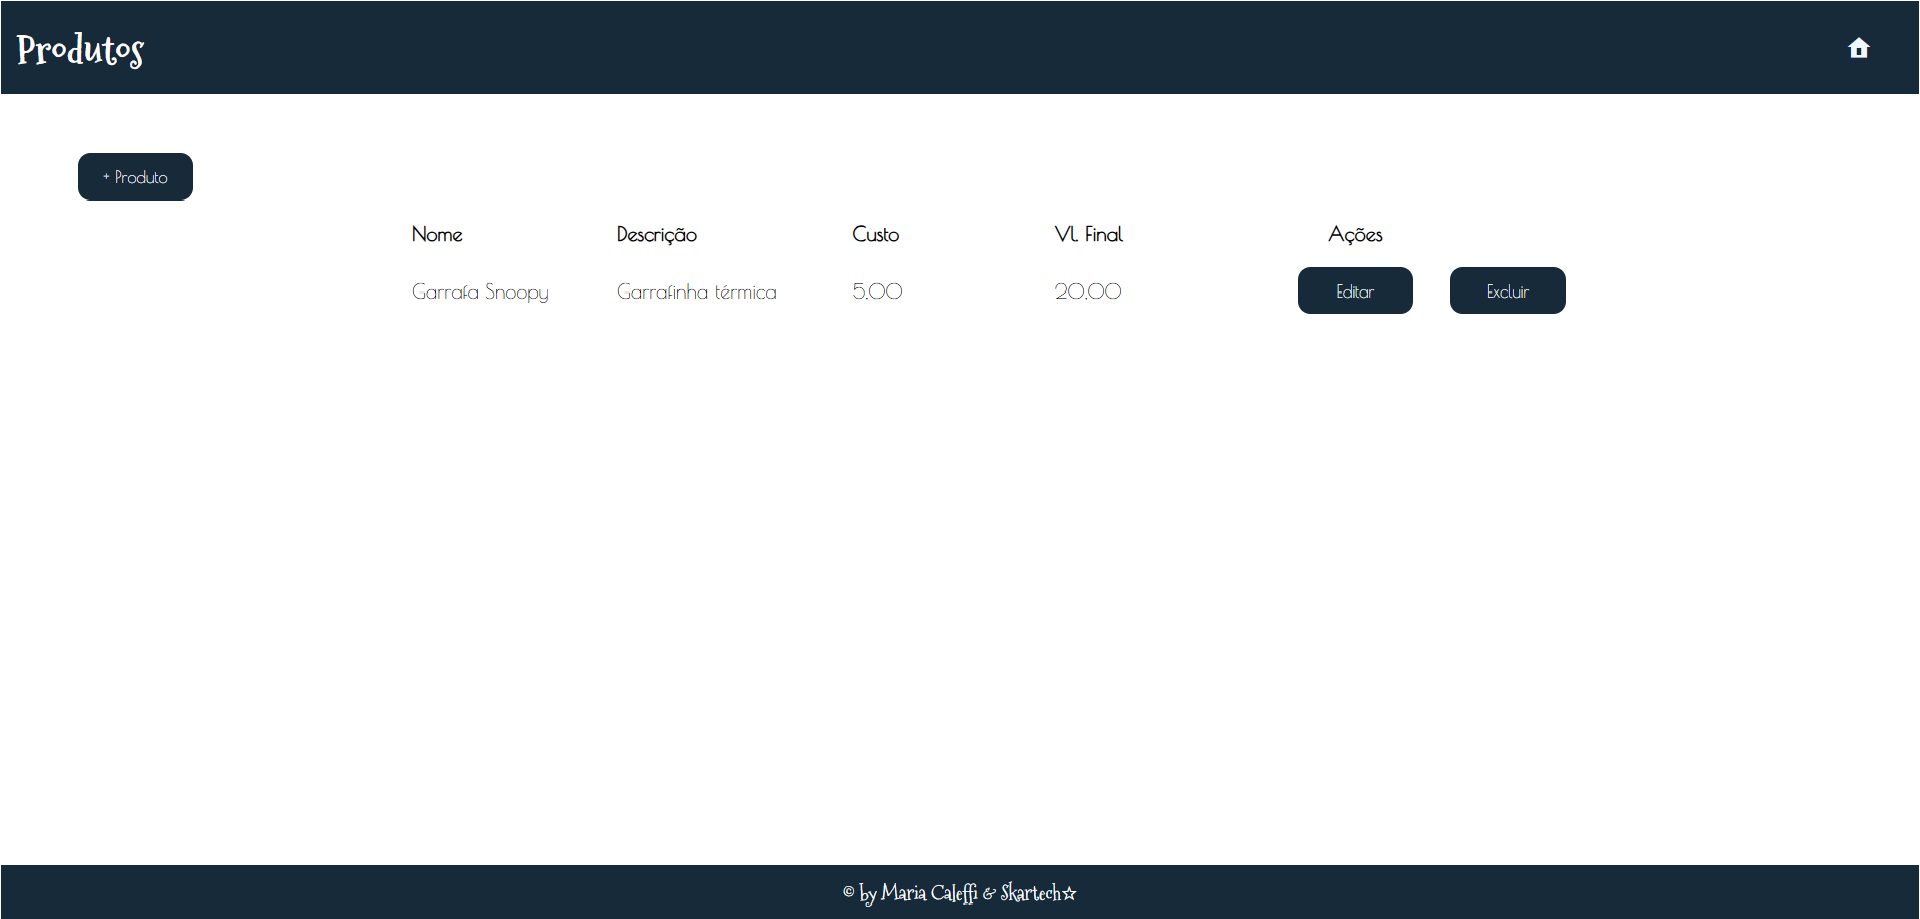 Produtos
+ Produto
Nome Descrição Custo Vl. Final Ações
Garrafa Snoopy Garrafinha térmica 5.00 20.00 Editar Excluir
© by Maria Caleffi & Skartech☆